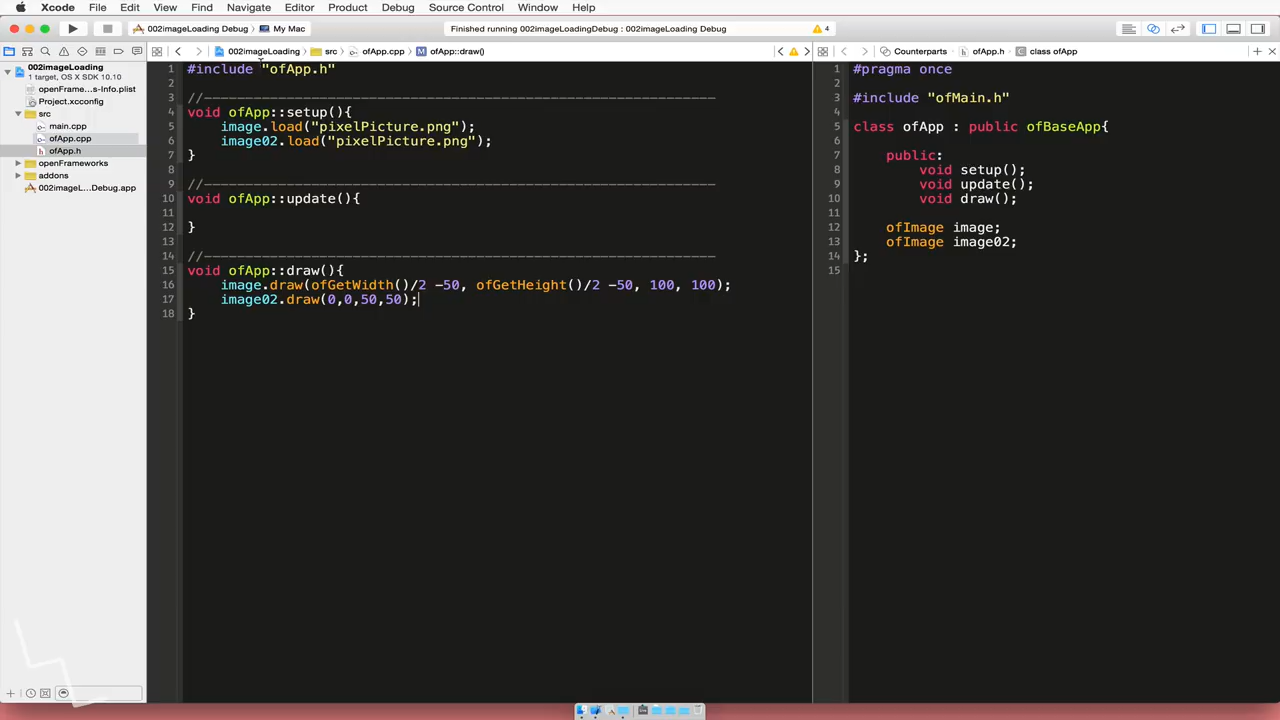 Xcode File Edit View Find Navigate Editor Product Debug Source Control Window Help
002imageLoading Debug My Mac Finished running 002imageLoadingDebug : 002imageLoading Debug 4
002imageLoading src ofApp.cpp M ofApp::draw() Counterparts ofApp.h class ofApp
002imageLoading
1 target, OS X SDK 10.10
openFrame...s-Info.plist
Project.xcconfig
src
main.cpp
ofApp.cpp
ofApp.h
openFrameworks
addons
002imageL...Debug.app
1 #include "ofApp.h"
2
3 //--------------------------------------------------------------
4 void ofApp::setup(){
5 image.load("pixelPicture.png");
6 image02.load("pixelPicture.png");
7 }
8
9 //--------------------------------------------------------------
10 void ofApp::update(){
11
12 }
13
14 //--------------------------------------------------------------
15 void ofApp::draw(){
16 image.draw(ofGetWidth()/2 -50, ofGetHeight()/2 -50, 100, 100);
17 image02.draw(0,0,50,50);
18 }
1 #pragma once
2
3 #include "ofMain.h"
4
5 class ofApp : public ofBaseApp{
6
7 public:
8 void setup();
9 void update();
10 void draw();
11
12 ofImage image;
13 ofImage image02;
14 };
15